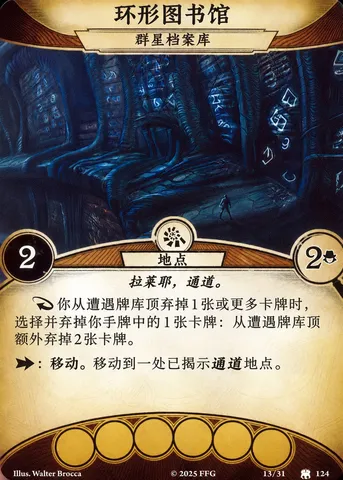 环形图书馆
群星档案库
2
地点
2
拉莱耶，通道。
你从遭遇牌库顶弃掉1张或更多卡牌时，
选择并弃掉你手牌中的1张卡牌：从遭遇牌库顶
额外弃掉2张卡牌。
：移动。移动到一处已揭示通道地点。
Illus. Walter Brocca
© 2025 FFG
13/31
124